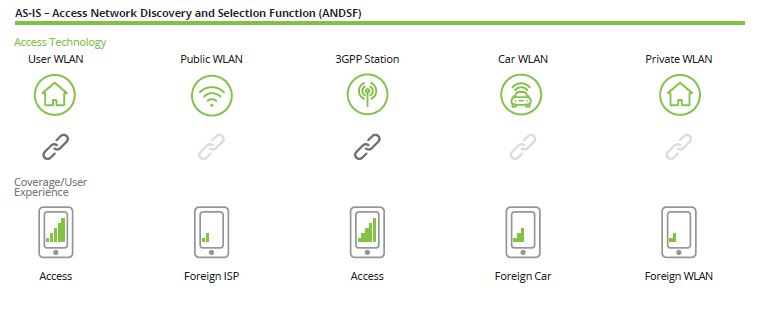 AS-IS – Access Network Discovery and Selection Function (ANDSF)
Access Technology
User WLAN
Public WLAN
3GPP Station
Car WLAN
Private WLAN
Coverage/User
Experience
Access
Foreign ISP
Access
Foreign Car
Foreign WLAN